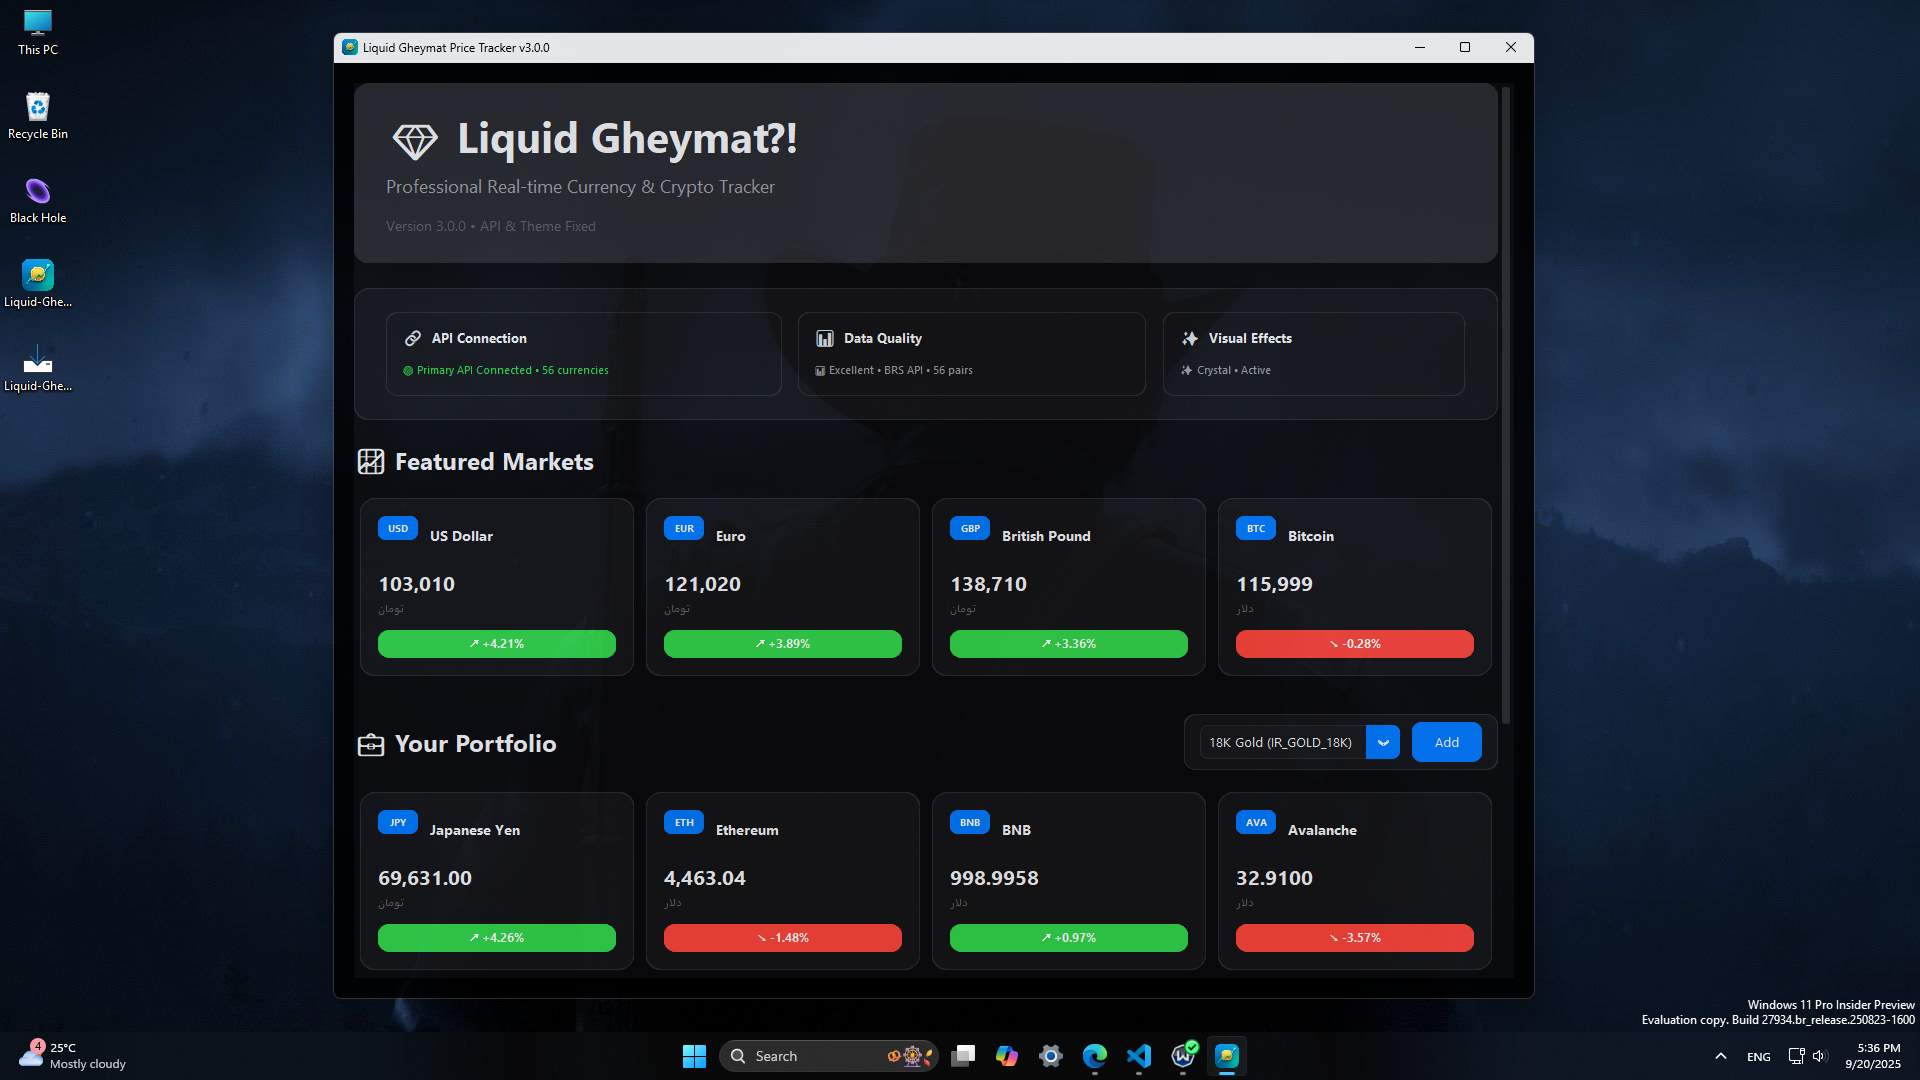 This PC
Recycle Bin
Black Hole
Liquid-Ghe...
Liquid-Ghe...
Liquid Gheymat Price Tracker v3.0.0
Liquid Gheymat?!
Professional Real-time Currency & Crypto Tracker
Version 3.0.0 • API & Theme Fixed
API Connection
Primary API Connected • 56 currencies
Data Quality
Excellent • BRS API • 56 pairs
Visual Effects
Crystal • Active
Featured Markets
USD US Dollar
103,010
تومان
↗ +4.21%
EUR Euro
121,020
تومان
↗ +3.89%
GBP British Pound
138,710
تومان
↗ +3.36%
BTC Bitcoin
115,999
دلار
↘ -0.28%
Your Portfolio
18K Gold (IR_GOLD_18K)
Add
JPY Japanese Yen
69,631.00
تومان
↗ +4.26%
ETH Ethereum
4,463.04
دلار
↘ -1.48%
BNB BNB
998.9958
دلار
↗ +0.97%
AVA Avalanche
32.9100
دلار
↘ -3.57%
Windows 11 Pro Insider Preview
Evaluation copy. Build 27934.br_release.250823-1600
4
25°C
Mostly cloudy
Search
ENG
5:36 PM
9/20/2025